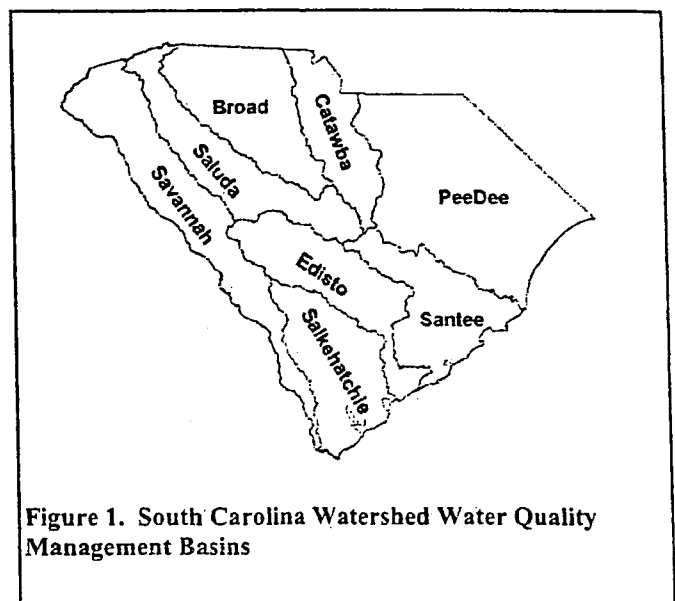 Broad
Catawba
Saluda
Savannah
PeeDee
Edisto
Santee
Salkehatchie
Figure 1. South Carolina Watershed Water Quality
Management Basins